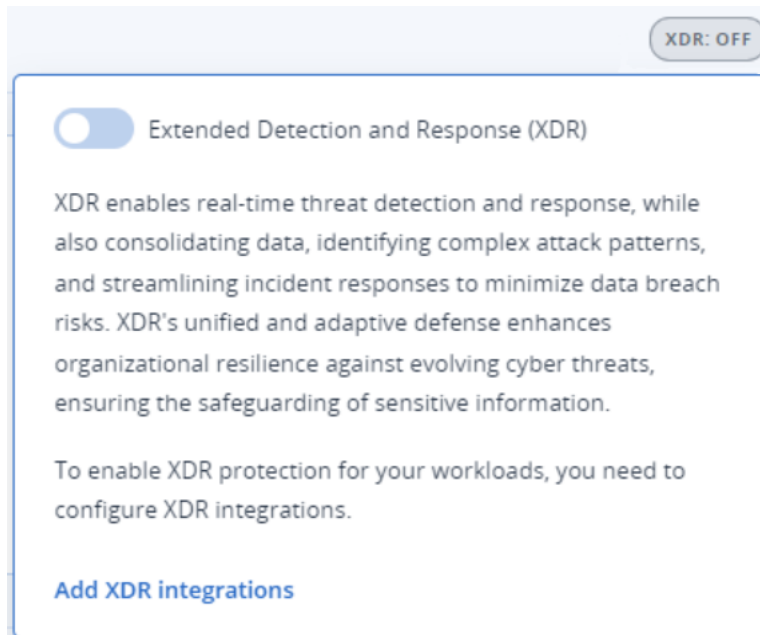 XDR: OFF
Extended Detection and Response (XDR)
XDR enables real-time threat detection and response, while
also consolidating data, identifying complex attack patterns,
and streamlining incident responses to minimize data breach
risks. XDR's unified and adaptive defense enhances
organizational resilience against evolving cyber threats,
ensuring the safeguarding of sensitive information.
To enable XDR protection for your workloads, you need to
configure XDR integrations.
Add XDR integrations